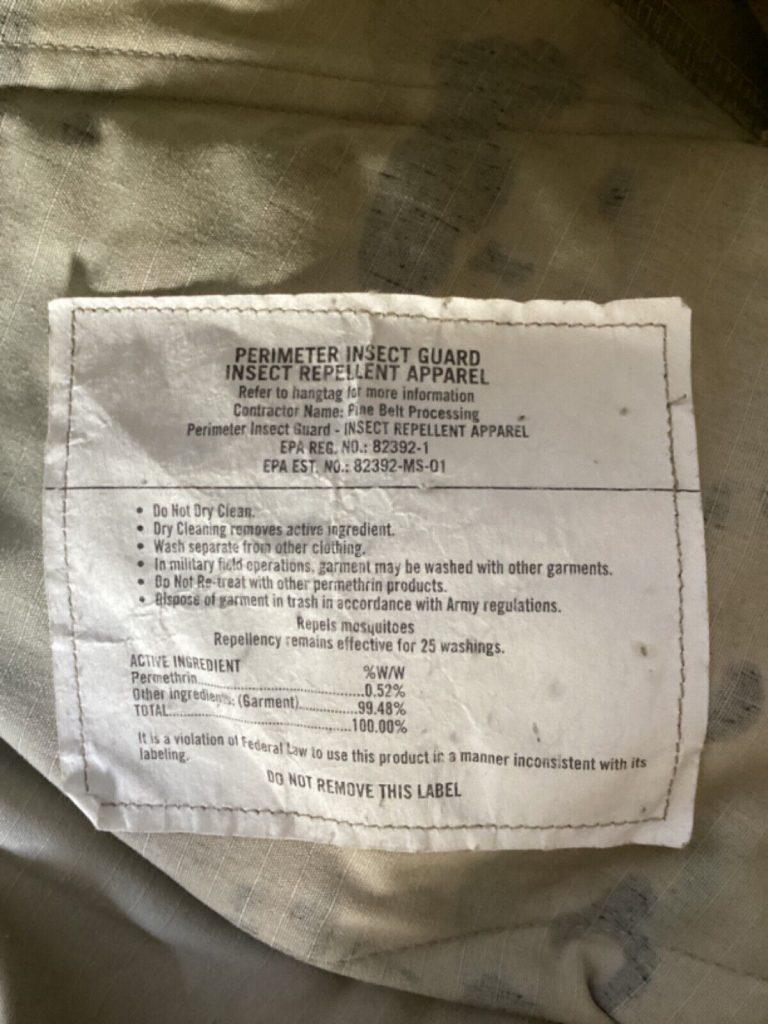 PERIMETER INSECT GUARD
INSECT REPELLENT APPAREL
Refer to hangtag for more information
Contractor Name: Pine Belt Processing
Perimeter Insect Guard - INSECT REPELLENT APPAREL
EPA REG. NO.: 82392-1
EPA EST. NO.: 82392-MS-01
• Do Not Dry Clean.
• Dry Cleaning removes active ingredient.
• Wash separate from other clothing.
• In military field operations, garment may be washed with other garments.
• Do Not Re-treat with other permethrin products.
• Dispose of garment in trash in accordance with Army regulations.
Repels mosquitoes
Repellency remains effective for 25 washings.
ACTIVE INGREDIENT %W/W
Permethrin..............................0.52%
Other ingredients: (Garment)..............99.48%
TOTAL..............................100.00%
It is a violation of Federal Law to use this product in a manner inconsistent with its
labeling.
DO NOT REMOVE THIS LABEL